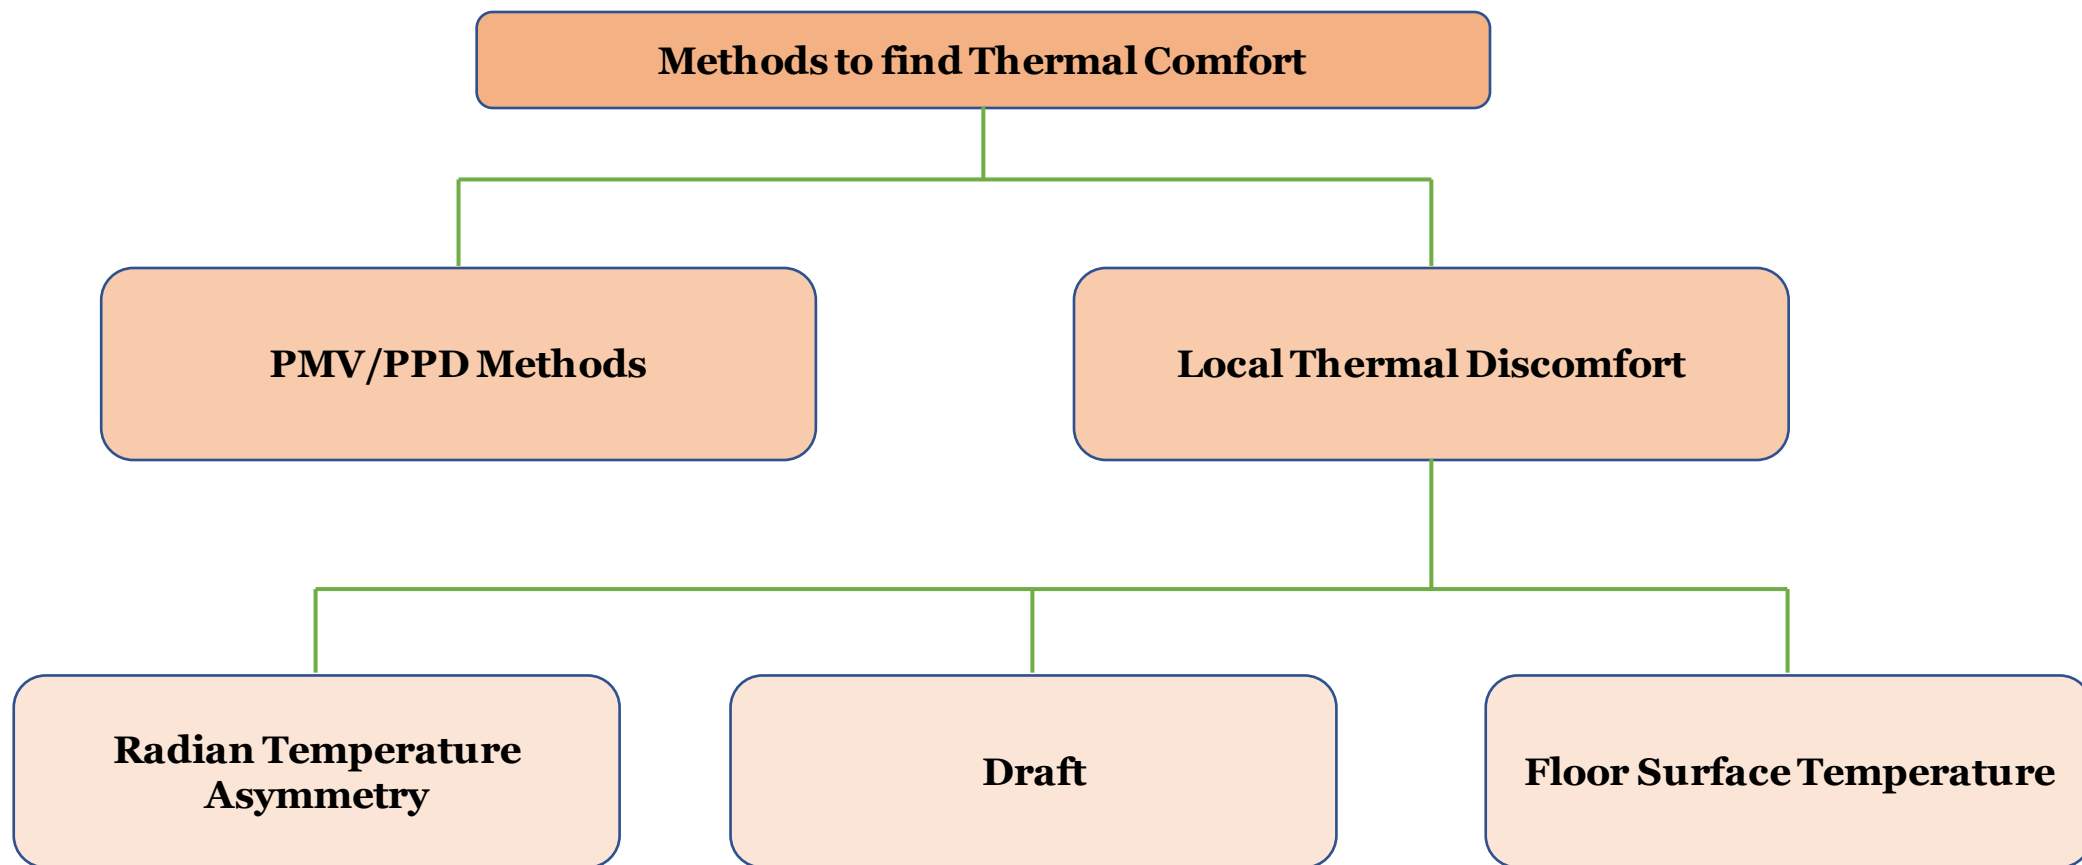 Methods to find Thermal Comfort
PMV/PPD Methods
Local Thermal Discomfort
Radian Temperature
Asymmetry
Draft
Floor Surface Temperature